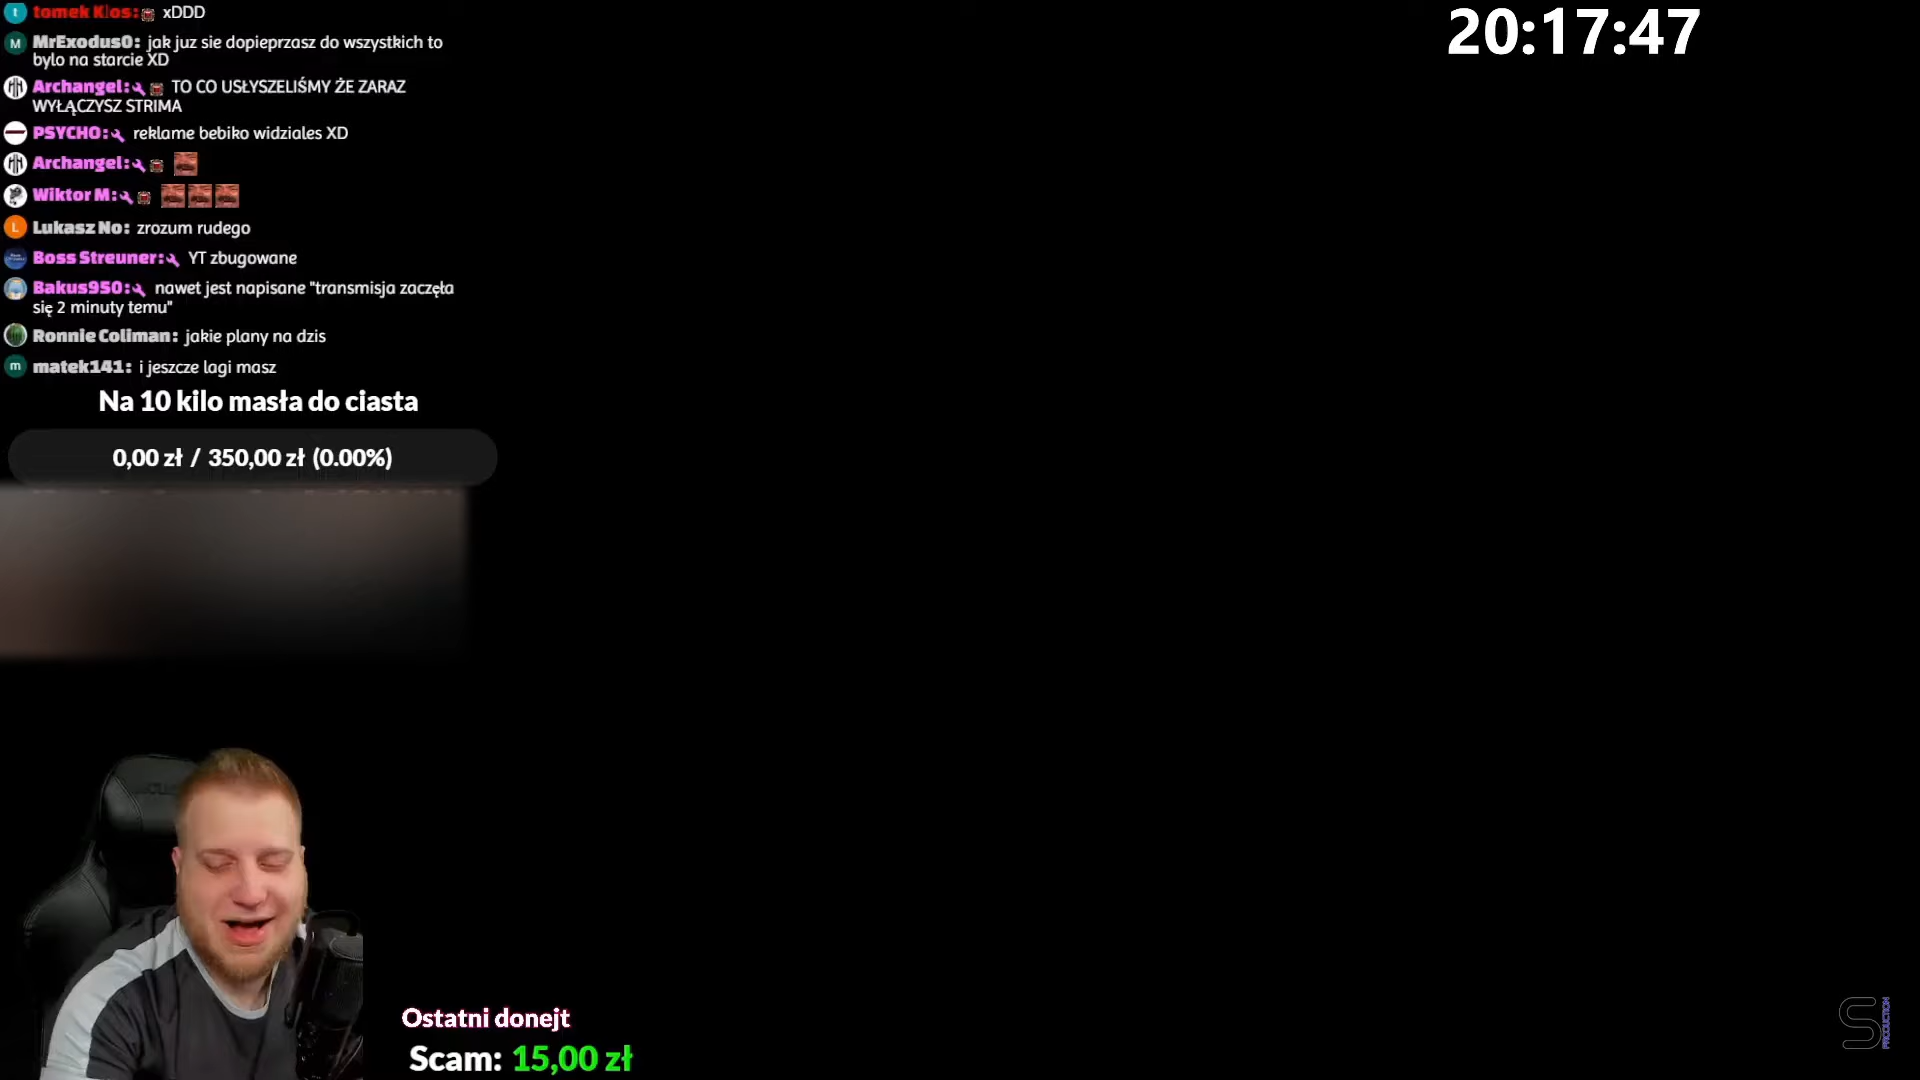 t tomek Kłos: xDDD
20:17:47
M MrExodus0: jak juz sie dopieprzasz do wszystkich to
bylo na starcie XD
Archangel: TO CO USŁYSZELIŚMY ŻE ZARAZ
WYŁĄCZYSZ STRIMA
PSYCHO: reklame bebiko widziales XD
Archangel:
Wiktor M:
L Lukasz No: zrozum rudego
Boss Streuner: YT zbugowane
Bakus950: nawet jest napisane "transmisja zaczęła
się 2 minuty temu"
Ronnie Coliman: jakie plany na dzis
m matek141: i jeszcze lagi masz
Na 10 kilo masła do ciasta
0,00 zł / 350,00 zł (0.00%)
Ostatni donejt
Scam: 15,00 zł
S PRODUCTION